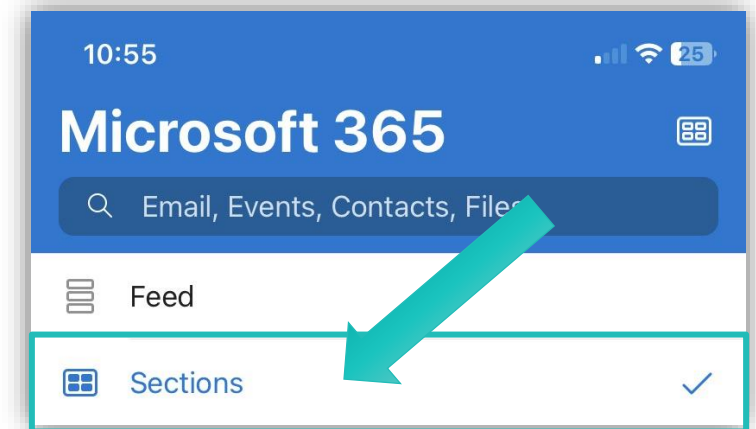 10:55
25
Microsoft 365
Email, Events, Contacts, Files
Feed
Sections